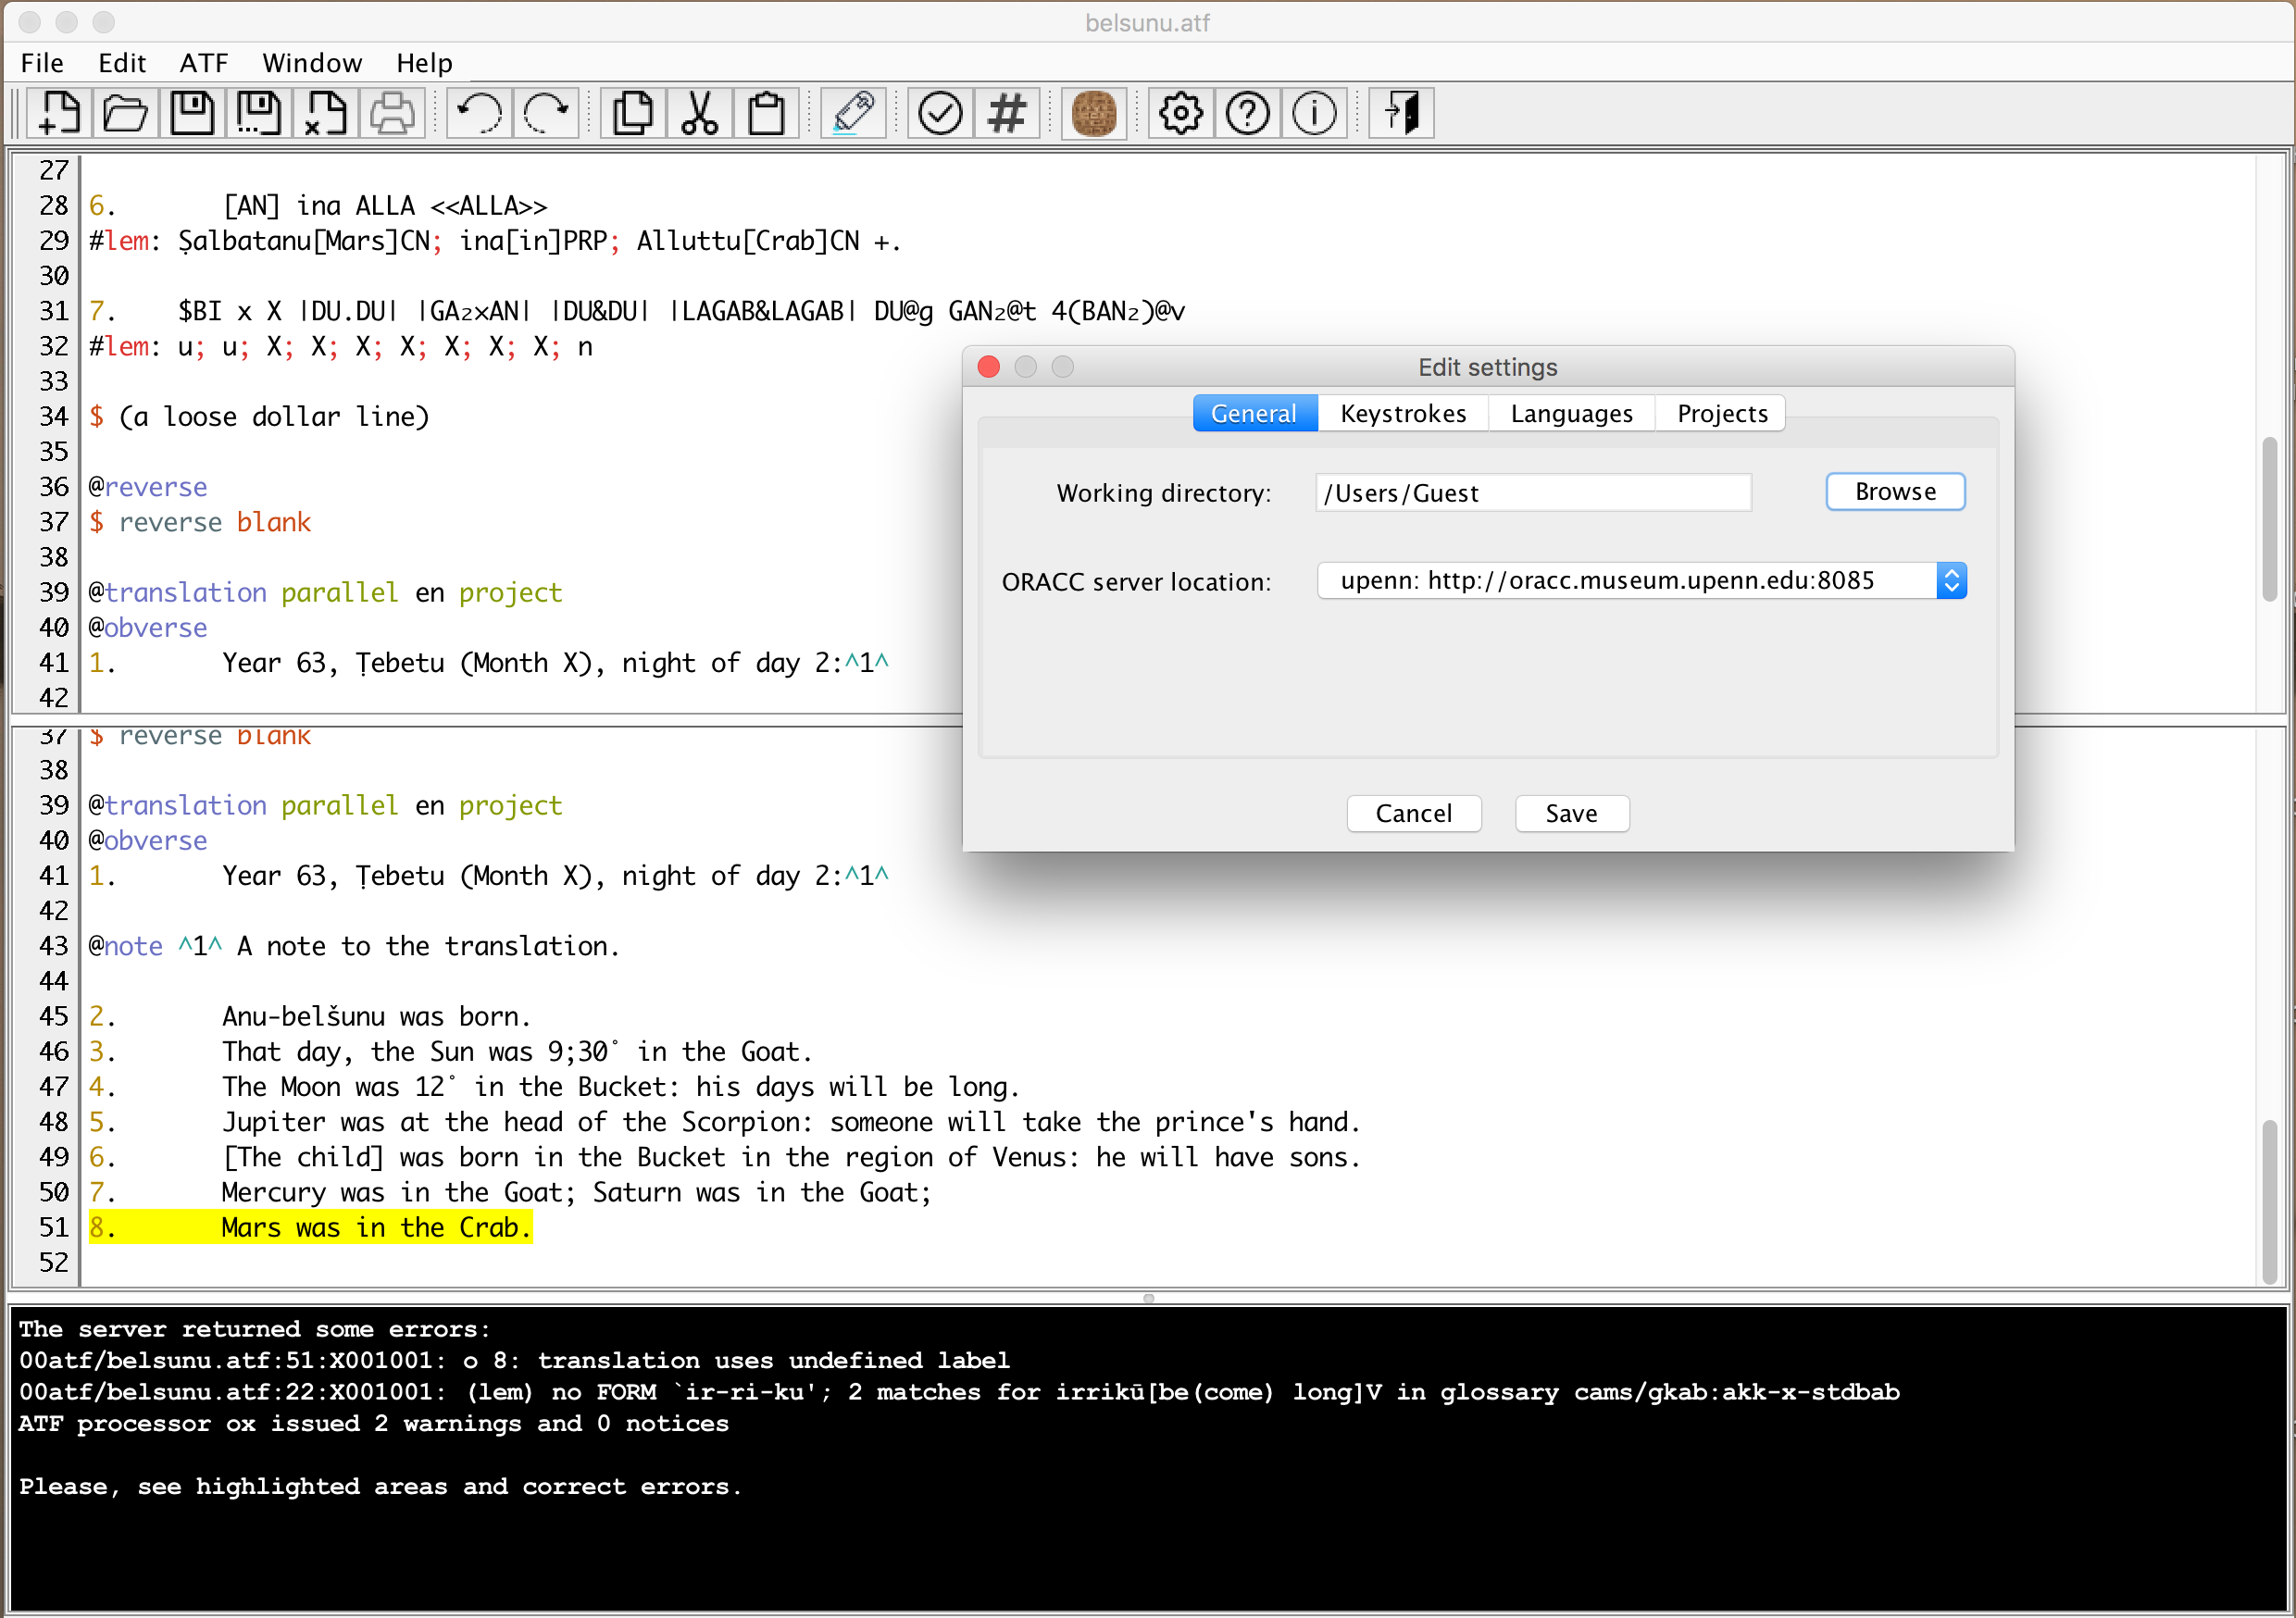 belsunu.atf
File Edit ATF Window Help
27
28 6. [AN] ina ALLA <<ALLA>>
29 #lem: Ṣalbatanu[Mars]CN; ina[in]PRP; Alluttu[Crab]CN +.
30
31 7. $BI x X |DU.DU| |GA₂×AN| |DU&DU| |LAGAB&LAGAB| DU@g GAN₂@t 4(BAN₂)@v
32 #lem: u; u; X; X; X; X; X; X; X; n
33
34 $ (a loose dollar line)
35
36 @reverse
37 $ reverse blank
38
39 @translation parallel en project
40 @obverse
41 1. Year 63, Ṭebetu (Month X), night of day 2:^1^
42
Edit settings
General Keystrokes Languages Projects
Working directory: /Users/Guest Browse
ORACC server location: upenn: http://oracc.museum.upenn.edu:8085
Cancel Save
37 $ reverse blank
38
39 @translation parallel en project
40 @obverse
41 1. Year 63, Ṭebetu (Month X), night of day 2:^1^
42
43 @note ^1^ A note to the translation.
44
45 2. Anu-belšunu was born.
46 3. That day, the Sun was 9;30˚ in the Goat.
47 4. The Moon was 12˚ in the Bucket: his days will be long.
48 5. Jupiter was at the head of the Scorpion: someone will take the prince's hand.
49 6. [The child] was born in the Bucket in the region of Venus: he will have sons.
50 7. Mercury was in the Goat; Saturn was in the Goat;
51 8. Mars was in the Crab.
52
The server returned some errors:
00atf/belsunu.atf:51:X001001: o 8: translation uses undefined label
00atf/belsunu.atf:22:X001001: (lem) no FORM `ir-ri-ku'; 2 matches for irrikū[be(come) long]V in glossary cams/gkab:akk-x-stdbab
ATF processor ox issued 2 warnings and 0 notices
Please, see highlighted areas and correct errors.